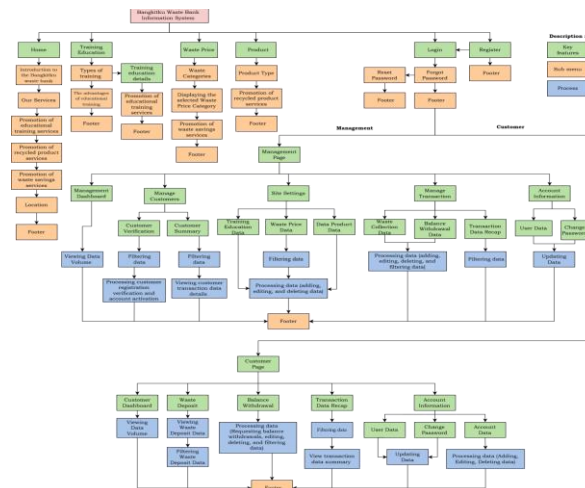 Bangkitku Waste Bank
Information System
Home
Training
Education
Waste Price
Product
Login
Register
Description :
Key
features
Sub menu
Process
Introduction to
the Bangkitku
waste bank
Types of
training
Training
education
details
Waste
Categories
Product Type
Reset
Password
Forgot
Password
Footer
Our Services
The advantages of
educational
training
Promotion of
educational
training services
Displaying the
selected Waste
Price Category
Promotion of
recycled product
services
Footer
Footer
Promotion of
educational
training services
Footer
Footer
Promotion of
waste savings
services
Footer
Promotion of
recycled product
services
Footer
Promotion of
waste savings
services
Location
Footer
Management
Customer
Management
Page
Management
Dashboard
Manage
Customers
Site Settings
Manage
Transaction
Account
Information
Customer
Verification
Customer
Summary
Training
Education
Data
Waste Price
Data
Data Product
Data
Waste
Collection
Data
Balance
Withdrawal
Data
Transaction
Data Recap
User Data
Change
Password
Viewing Data
Volume
Filtering
data
Filtering
data
Filtering data
Processing data (adding,
editing, deleting, and
filtering data)
Filtering data
Updating
Data
Processing customer
registration
verification and
account activation
Viewing customer
transaction data
details
Processing data (adding,
editing, and deleting data)
Footer
Customer
Page
Customer
Dashboard
Waste
Deposit
Balance
Withdrawal
Transaction
Data Recap
Account
Information
Viewing
Data
Volume
Viewing
Waste
Deposit Data
Processing data
(Requesting balance
withdrawals, editing,
deleting, and filtering
data)
Filtering data
User Data
Change
Password
Account
Data
Filtering
Waste
Deposit Data
View transaction
data summary
Updating
Data
Processing data (Adding,
Editing, Deleting data)
Footer